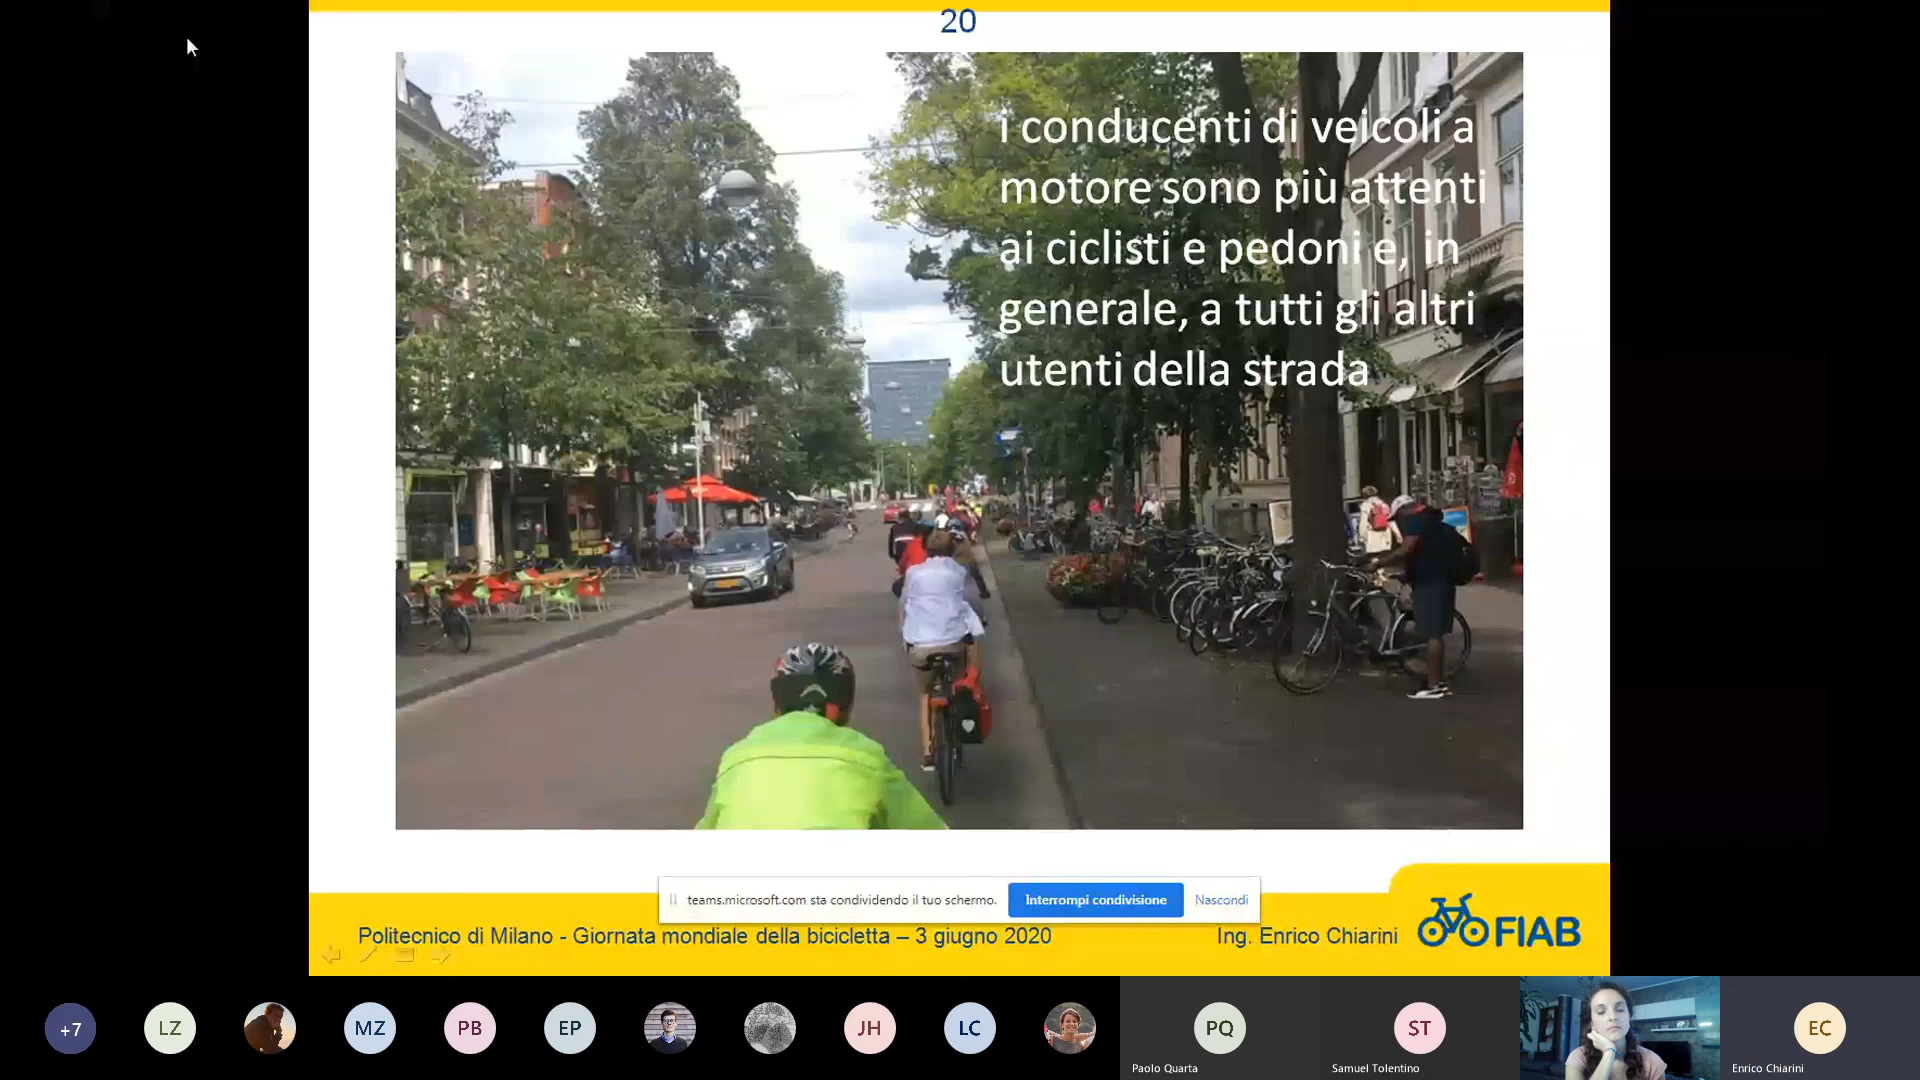 20
i conducenti di veicoli a
motore sono più attenti
ai ciclisti e pedoni e, in
generale, a tutti gli altri
utenti della strada
teams.microsoft.com sta condividendo il tuo schermo.
Interrompi condivisione
Nascondi
Politecnico di Milano - Giornata mondiale della bicicletta – 3 giugno 2020
Ing. Enrico Chiarini
FIAB
+7
LZ
MZ
PB
EP
JH
LC
PQ
Paolo Quarta
ST
Samuel Tolentino
EC
Enrico Chiarini